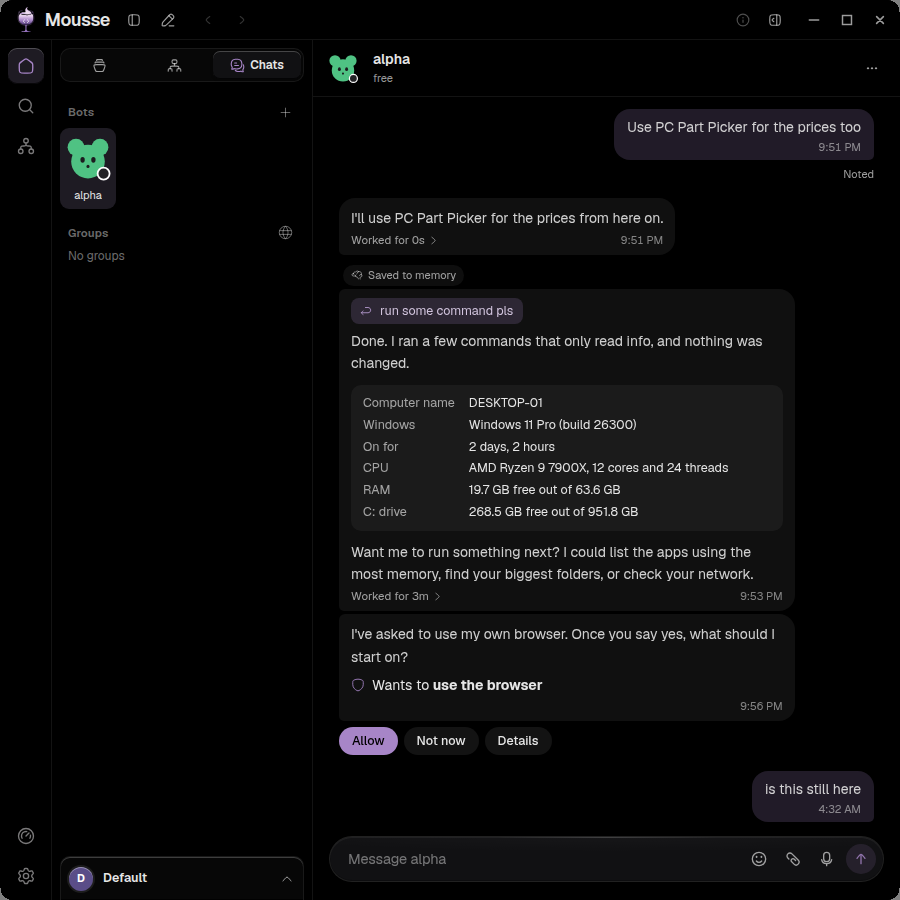 Mousse
Chats
Bots
alpha
Groups
No groups
D
Default
alpha
free
Use PC Part Picker for the prices too
9:51 PM
Noted
I'll use PC Part Picker for the prices from here on.
Worked for 0s
9:51 PM
Saved to memory
run some command pls
Done. I ran a few commands that only read info, and nothing was
changed.
Computer name DESKTOP-01
Windows Windows 11 Pro (build 26300)
On for 2 days, 2 hours
CPU AMD Ryzen 9 7900X, 12 cores and 24 threads
RAM 19.7 GB free out of 63.6 GB
C: drive 268.5 GB free out of 951.8 GB
Want me to run something next? I could list the apps using the
most memory, find your biggest folders, or check your network.
Worked for 3m
9:53 PM
I've asked to use my own browser. Once you say yes, what should I
start on?
Wants to use the browser
9:56 PM
Allow Not now Details
is this still here
4:32 AM
Message alpha